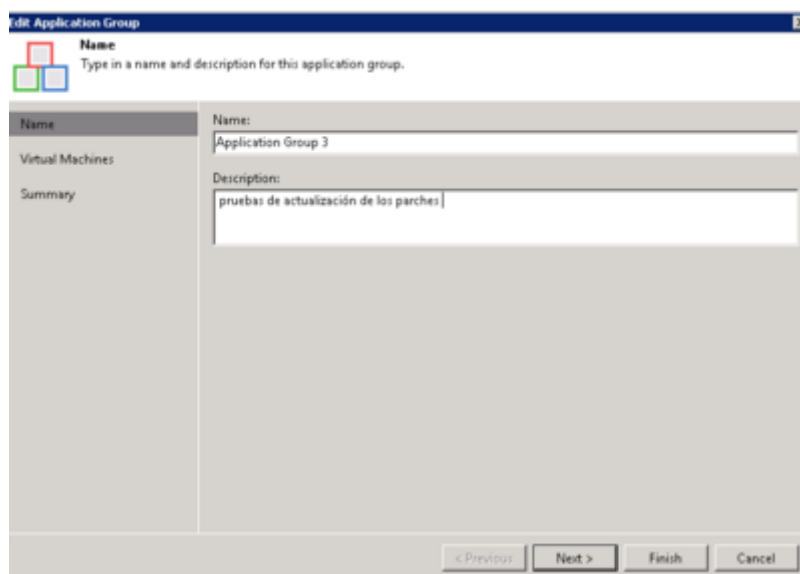 Edit Application Group
Name
Type in a name and description for this application group.
Name
Virtual Machines
Summary
Name:
Application Group 3
Description:
pruebas de actualización de los parches
< Previous
Next >
Finish
Cancel